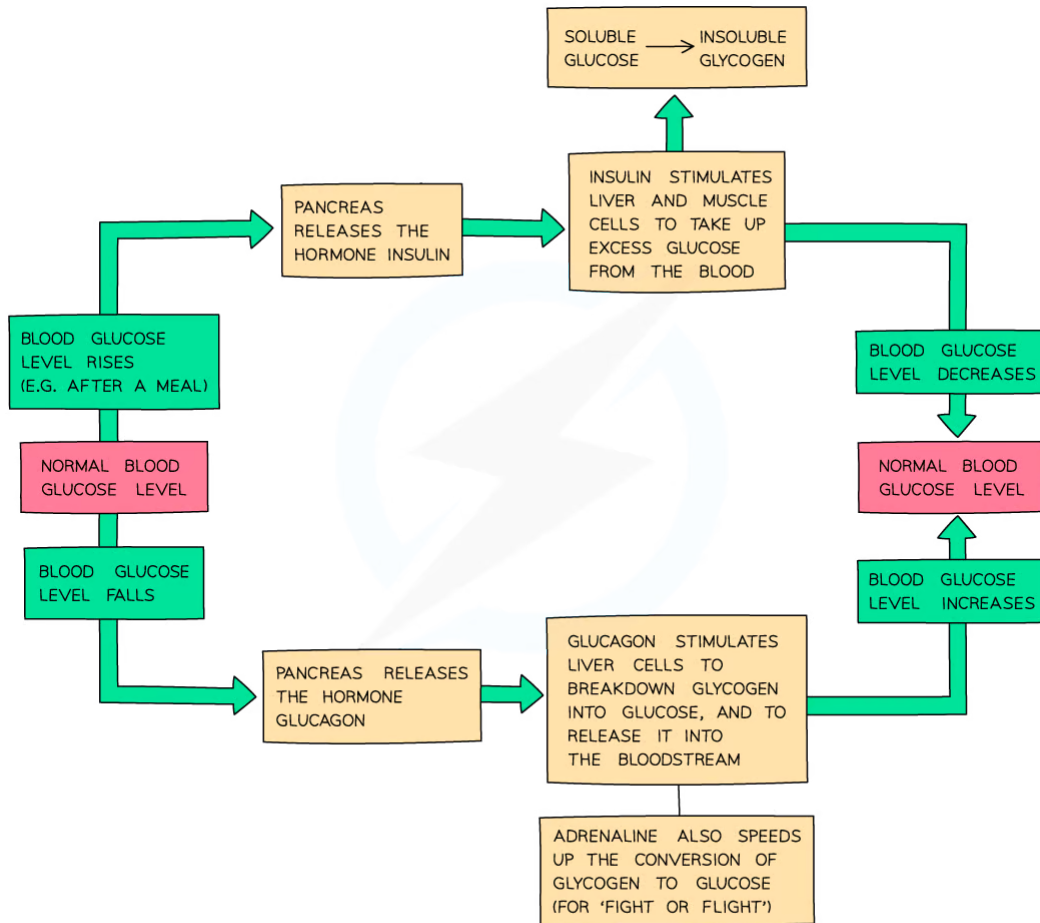 SOLUBLE GLUCOSE → INSOLUBLE GLYCOGEN
PANCREAS
RELEASES THE
HORMONE INSULIN
INSULIN STIMULATES
LIVER AND MUSCLE
CELLS TO TAKE UP
EXCESS GLUCOSE
FROM THE BLOOD
BLOOD GLUCOSE
LEVEL RISES
(E.G. AFTER A MEAL)
BLOOD GLUCOSE
LEVEL DECREASES
NORMAL BLOOD
GLUCOSE LEVEL
NORMAL BLOOD
GLUCOSE LEVEL
BLOOD GLUCOSE
LEVEL FALLS
BLOOD GLUCOSE
LEVEL INCREASES
PANCREAS RELEASES
THE HORMONE
GLUCAGON
GLUCAGON STIMULATES
LIVER CELLS TO
BREAKDOWN GLYCOGEN
INTO GLUCOSE, AND TO
RELEASE IT INTO
THE BLOODSTREAM
ADRENALINE ALSO SPEEDS
UP THE CONVERSION OF
GLYCOGEN TO GLUCOSE
(FOR 'FIGHT OR FLIGHT')